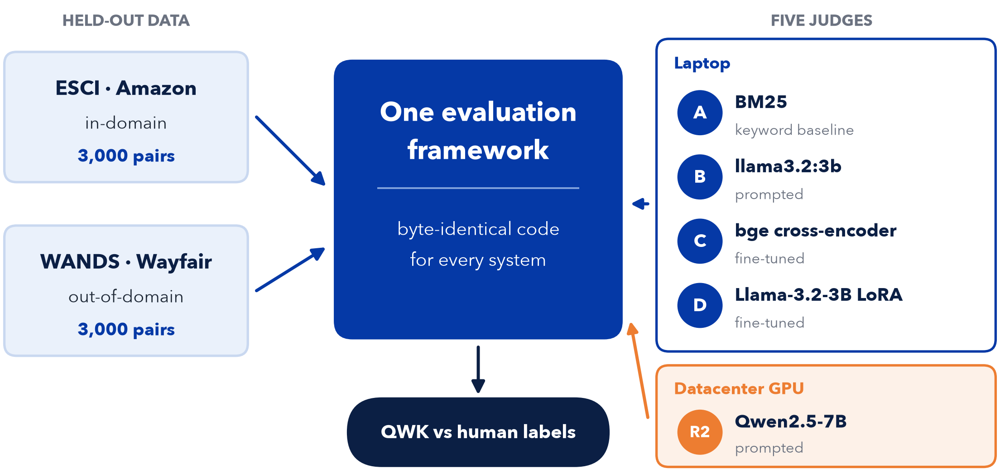 HELD-OUT DATA
ESCI · Amazon
in-domain
3,000 pairs
WANDS · Wayfair
out-of-domain
3,000 pairs
One evaluation
framework
byte-identical code
for every system
QWK vs human labels
FIVE JUDGES
Laptop
A
BM25
keyword baseline
B
llama3.2:3b
prompted
C
bge cross-encoder
fine-tuned
D
Llama-3.2-3B LoRA
fine-tuned
Datacenter GPU
R2
Qwen2.5-7B
prompted